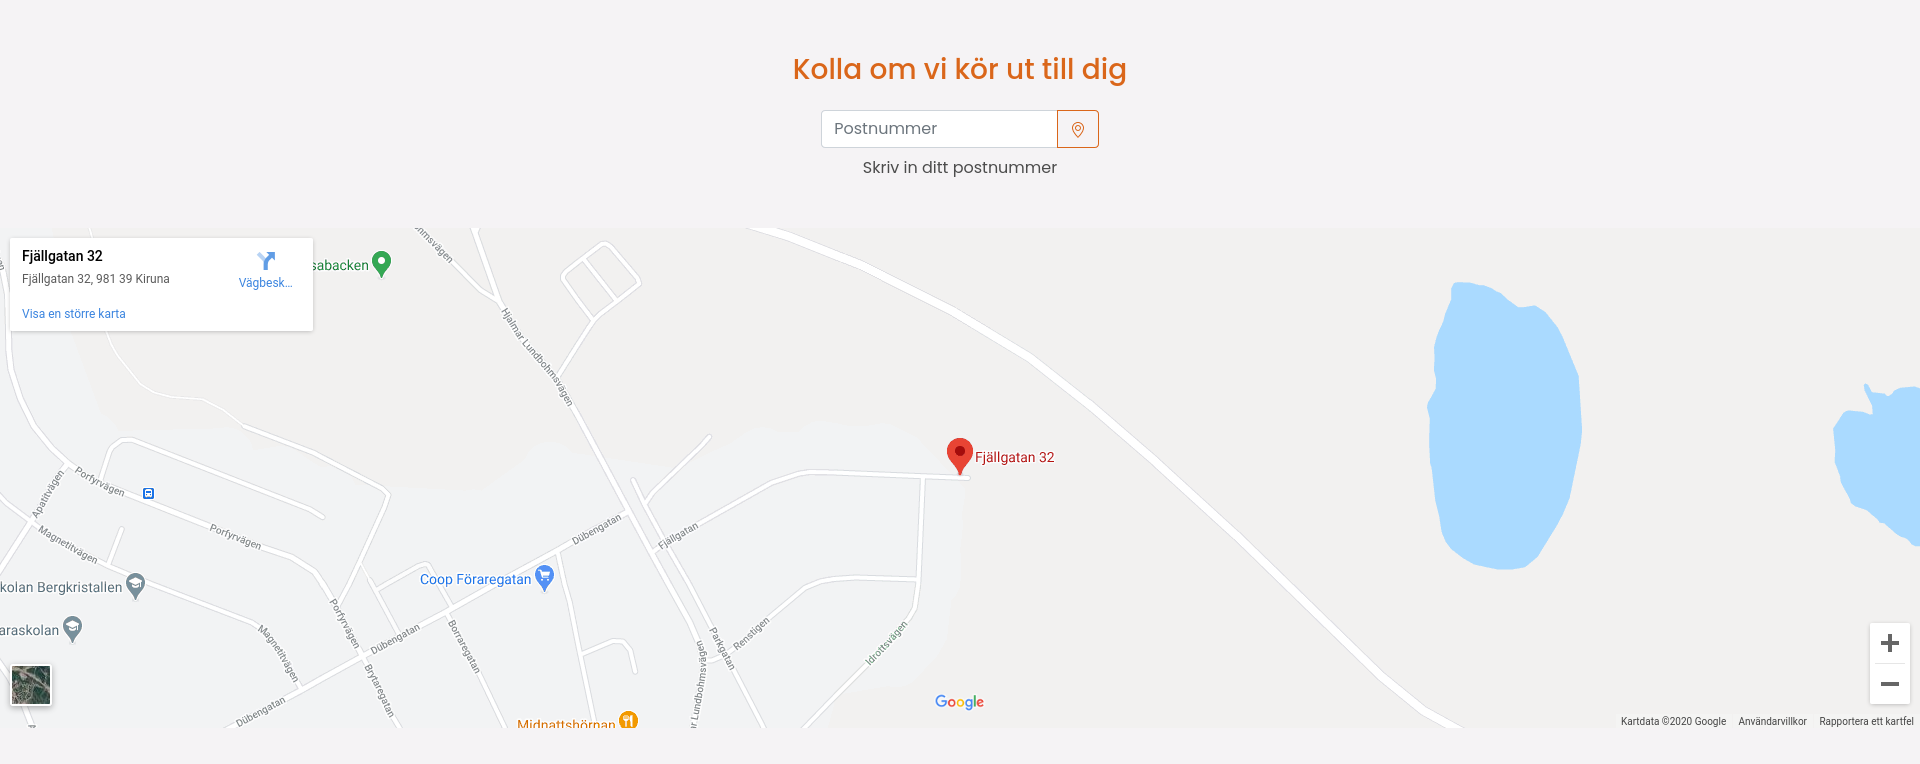 Kolla om vi kör ut till dig
Postnummer
Skriv in ditt postnummer
Fjällgatan 32
Fjällgatan 32, 981 39 Kiruna
Vägbesk...
Visa en större karta
sabacken
Hjalmar Lundbohmsvägen
Fjällgatan 32
Porfyrvägen
Apatitvägen
Porfyrvägen
Magnetitvägen
Dübengatan
Fjällgatan
kolan Bergkristallen
Coop Föraregatan
araskolan
Magnetitvägen
Porfyrvägen
Dübengatan
Borraregatan
Parkgatan
Renstigen
Idrottsvägen
Brytaregatan
Dübengatan
Lundbohmsvägen
Midnattsbörnan
Google
Kartdata ©2020 Google
Användarvillkor
Rapportera ett kartfel